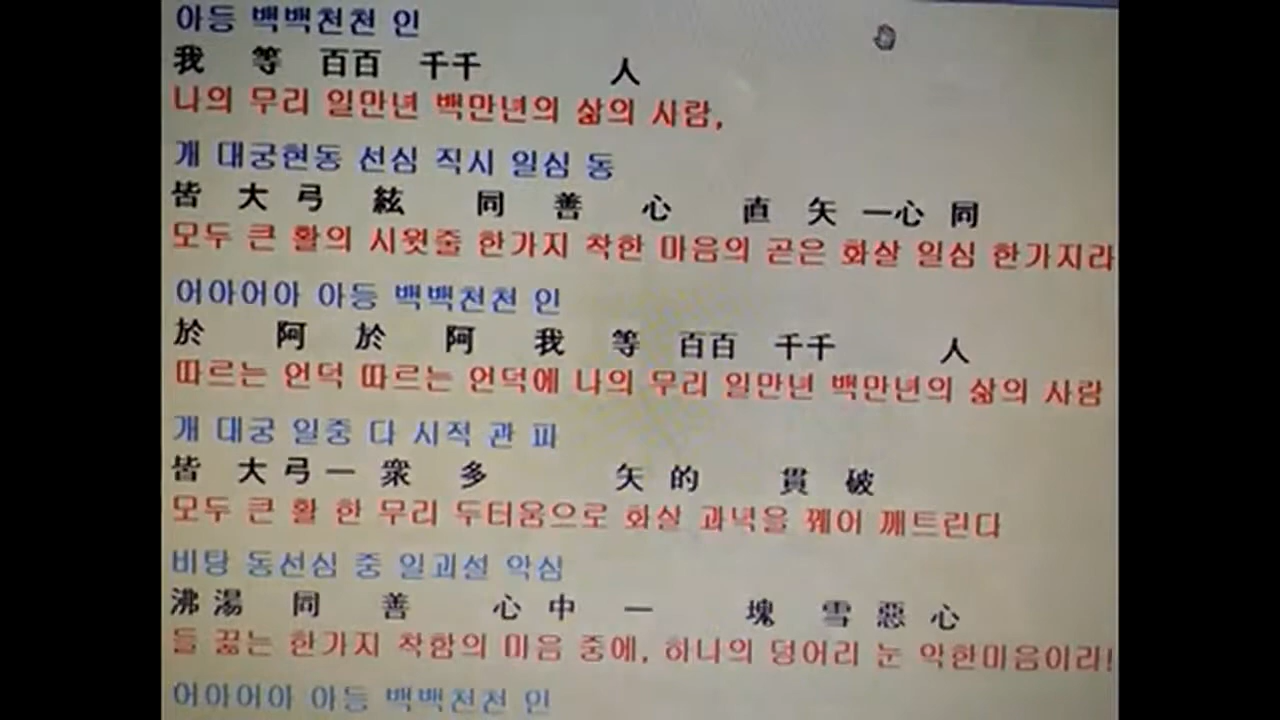 아등 백백천천 인
我 等 百百 千千 人
나의 무리 일만년 백만년의 삶의 사람,
개 대궁현동 선심 직시 일심 동
皆 大 弓 絃 同 善 心 直 矢 一心 同
모두 큰 활의 시윗줄 한가지 착한 마음의 곧은 화살 일심 한가지라
어아어아 아등 백백천천 인
於 阿 於 阿 我 等 百百 千千 人
따르는 언덕 따르는 언덕에 나의 무리 일만년 백만년의 삶의 사람
개 대궁 일중 다 시적 관 파
皆 大 弓 一 衆 多 矢 的 貫 破
모두 큰 활 한 무리 두터움으로 화살 과녁을 꿰어 깨트린다
비탕 동선심 중 일괴설 악심
沸 湯 同 善 心 中 一 塊 雪 惡 心
들 끓는 한가지 착함의 마음 중에, 하나의 덩어리 눈 악한마음이라!
어아어아 아등 백백천천 인